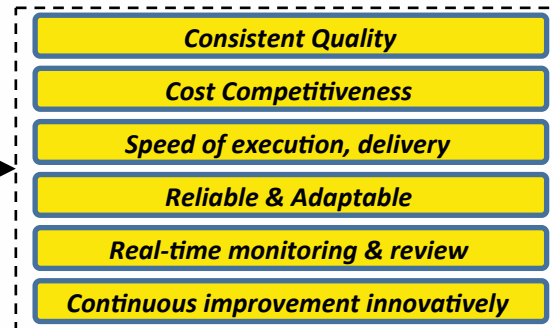 Consistent Quality
Cost Competitiveness
Speed of execution, delivery
Reliable & Adaptable
Real-time monitoring & review
Continuous improvement innovatively